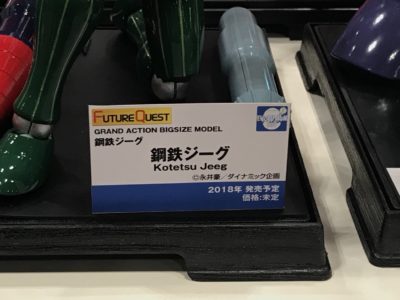 FUTUREQUEST
GRAND ACTION BIGSIZE MODEL
鋼鉄ジーグ
鋼鉄ジーグ
Kotetsu Jeeg
©永井豪／ダイナミック企画
2018年 発売予定
価格:未定